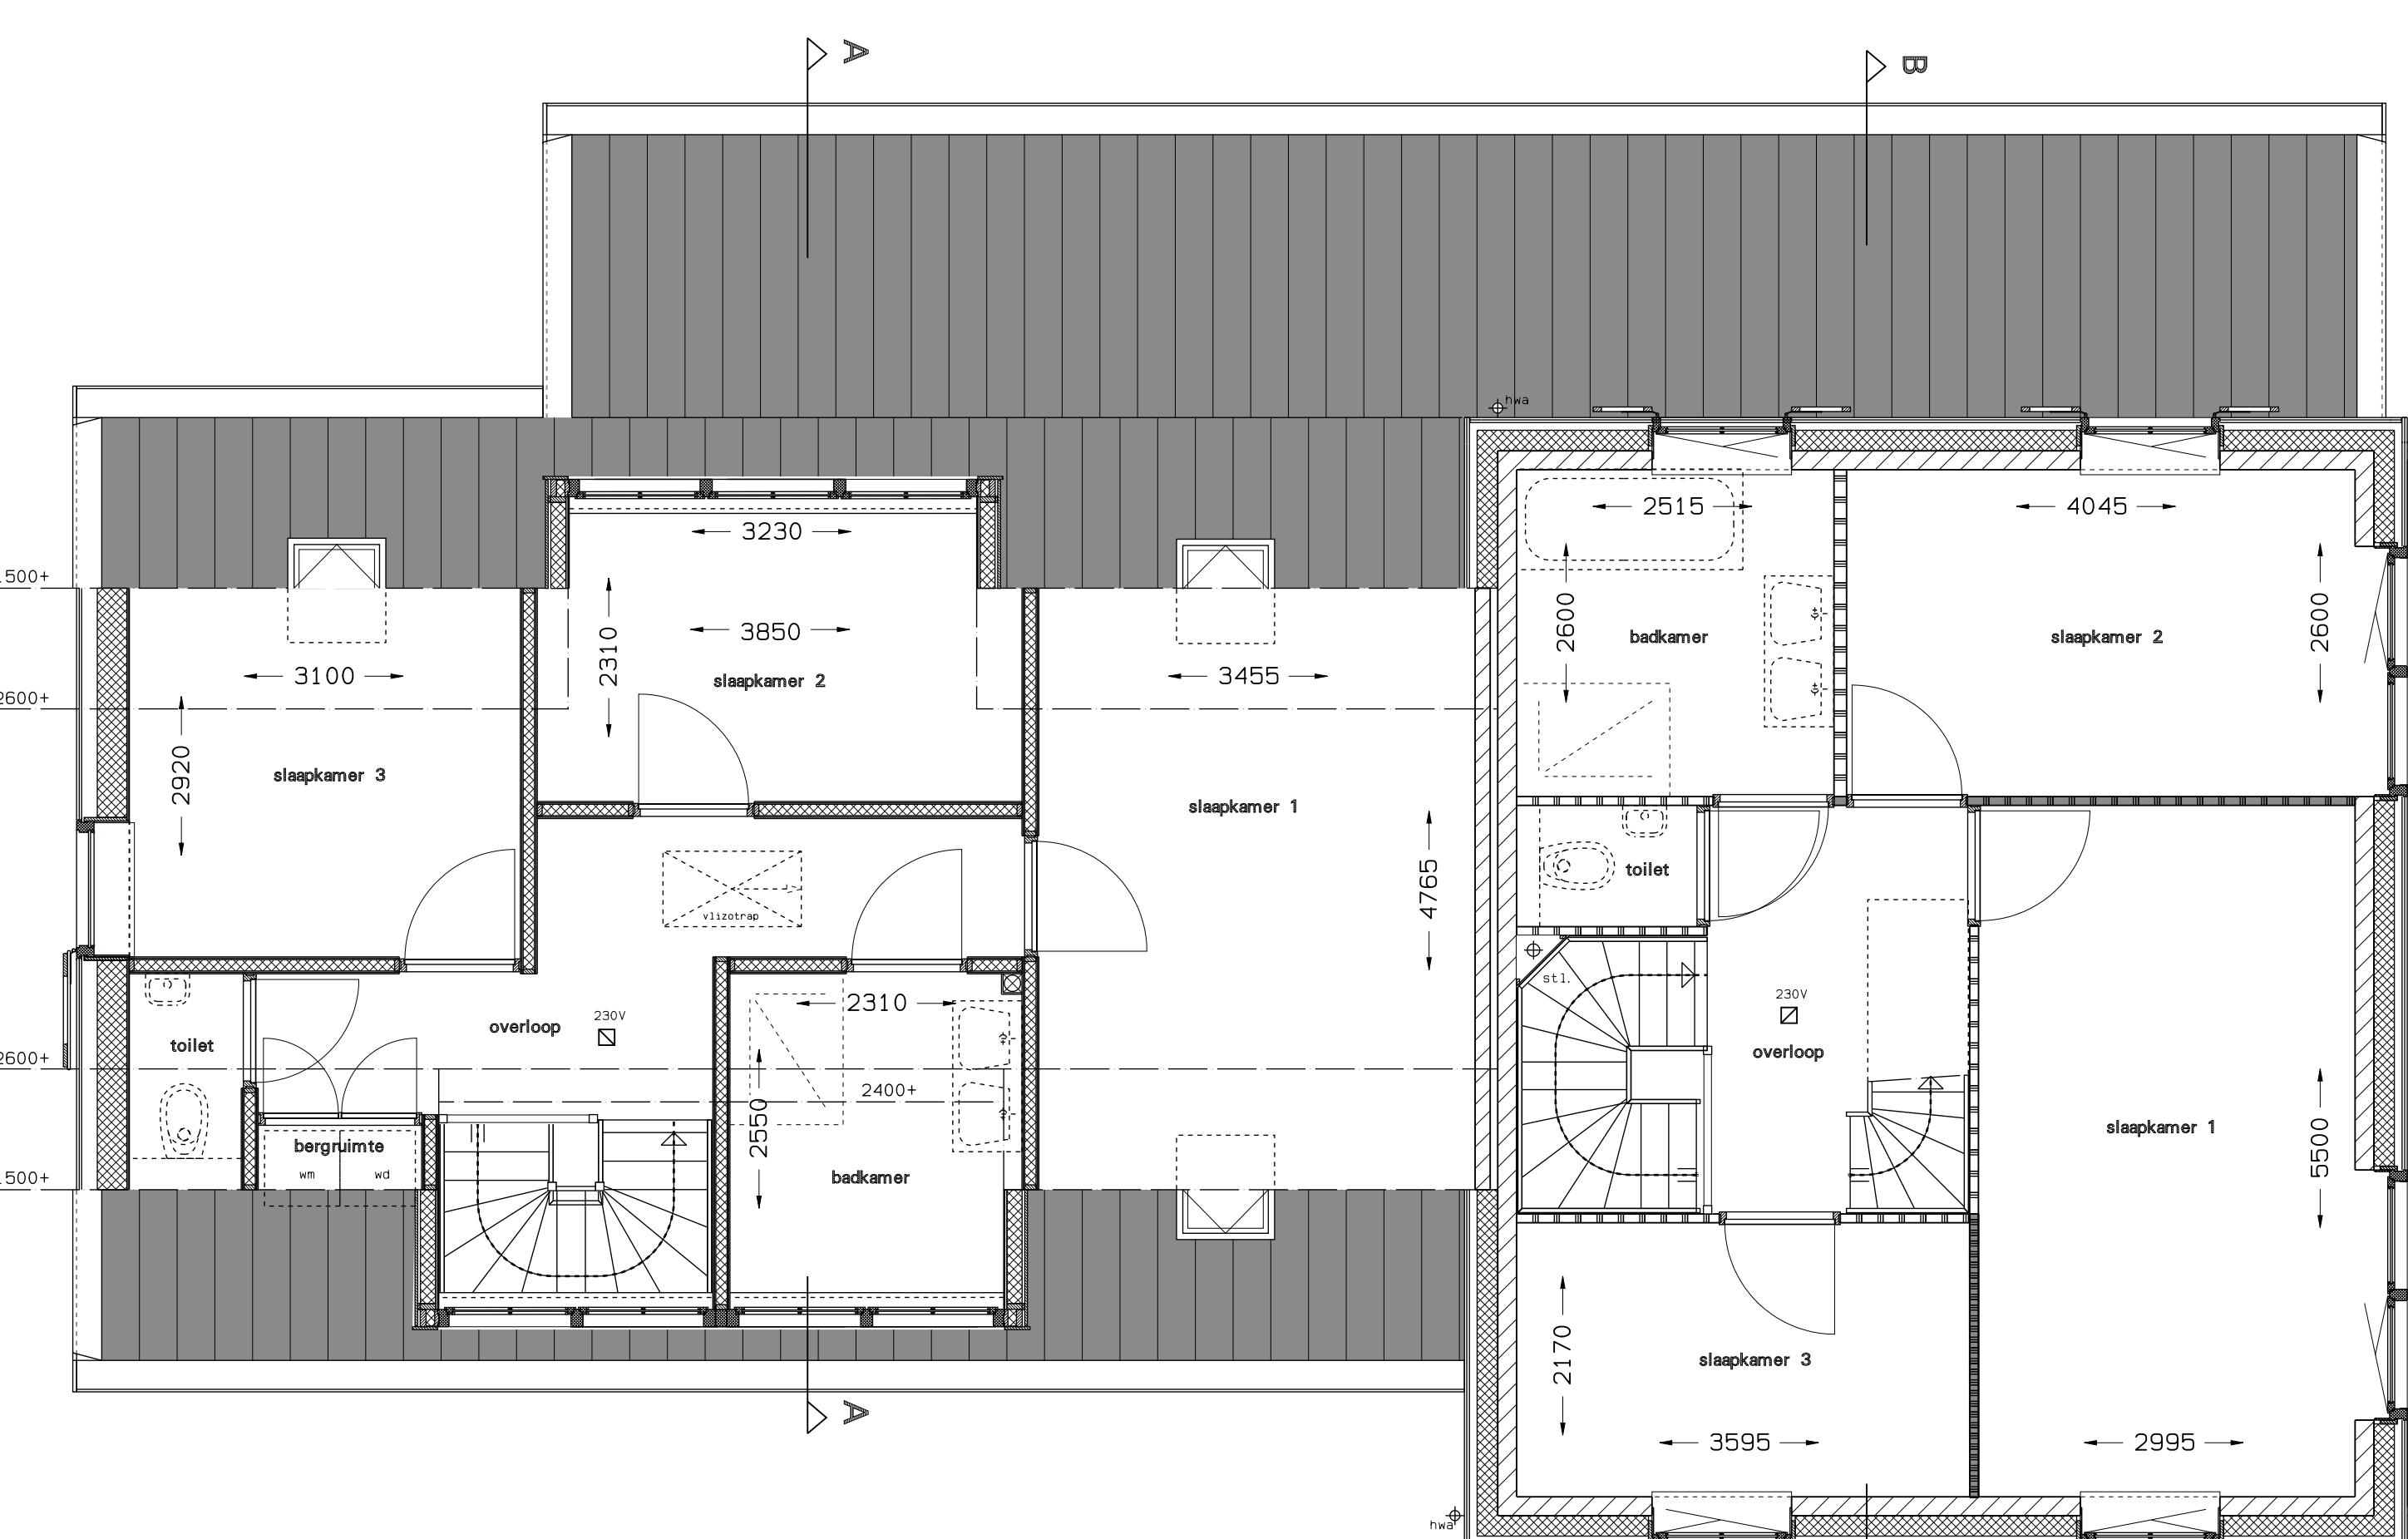 A
B
hwa
3230
2515
4045
1500+
3850
2310
2600
2600
badkamer
slaapkamer 2
3100
slaapkamer 2
3455
2600+
2920
slaapkamer 3
slaapkamer 1
4765
toilet
vlizotrap
stl.
2310
230V
230V
overloop
toilet
overloop
2600+
2400+
2550
bergruimte
wm
wd
badkamer
slaapkamer 1
5500
1500+
2170
slaapkamer 3
A
3595
2995
hwa